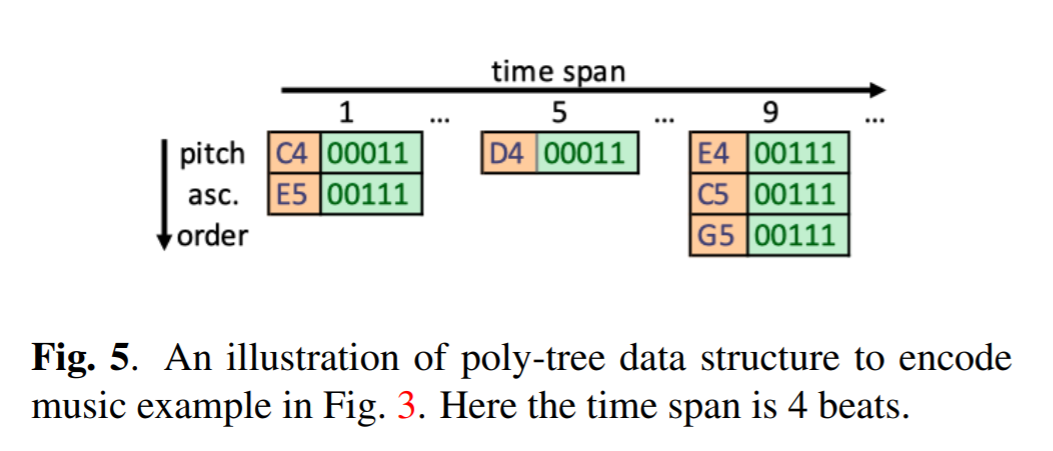 time span
1 ... 5 ... 9 ...
pitch C4 00011 D4 00011 E4 00111
asc. E5 00111 C5 00111
order G5 00111
Fig. 5. An illustration of poly-tree data structure to encode
music example in Fig. 3. Here the time span is 4 beats.